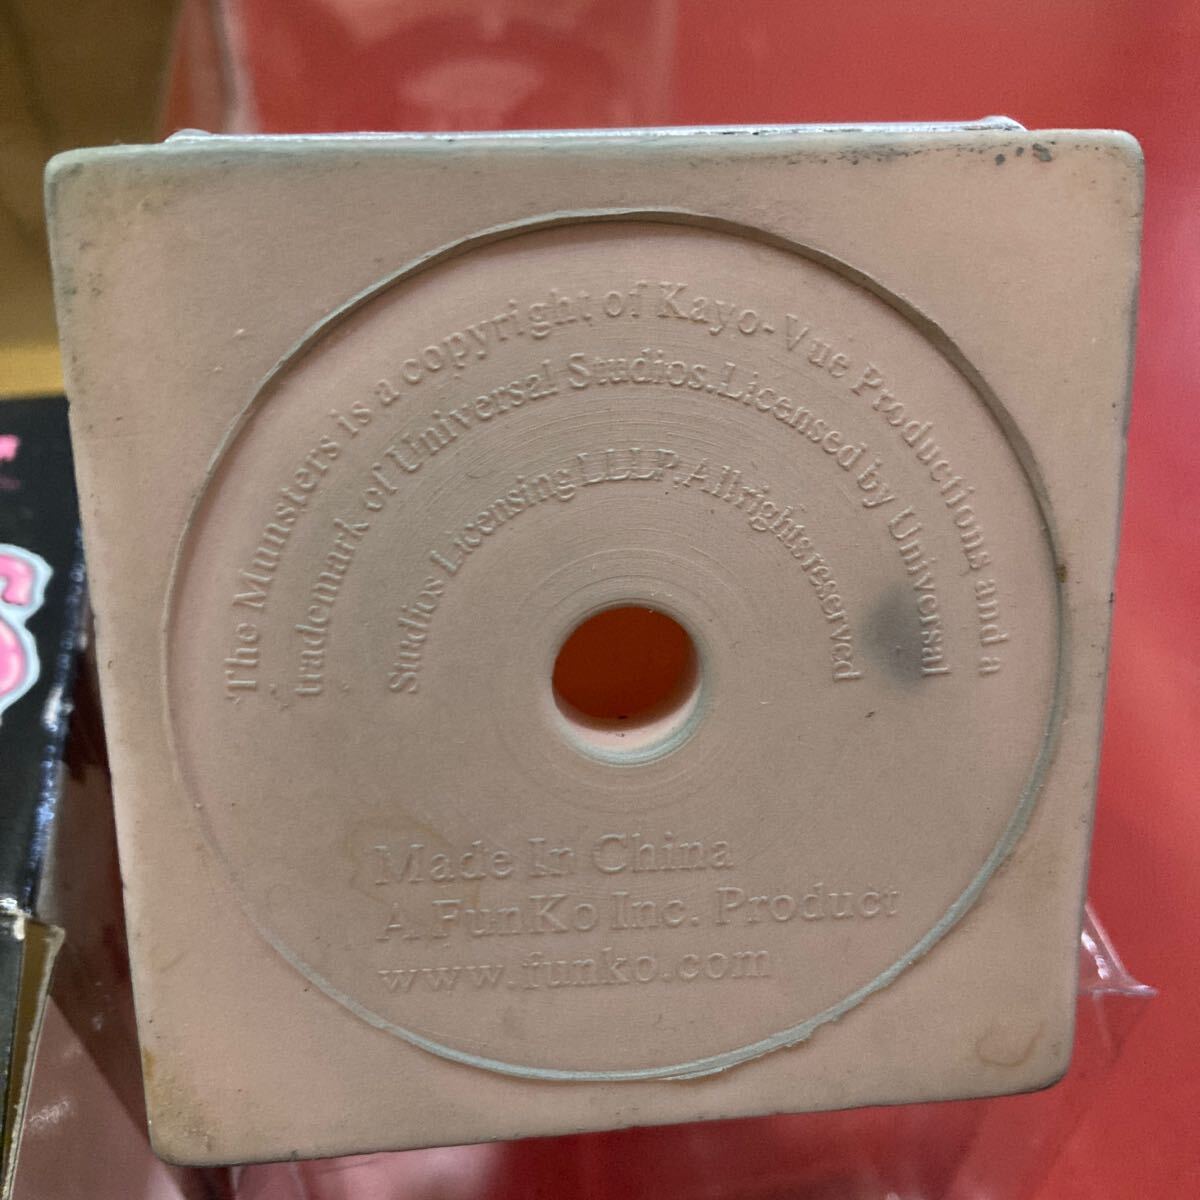 The Munsters is a copyright of Kayo-Vue Productions and a
trademark of Universal Studios.Licensed by Universal
Studios Licensing LLLP.All rights reserved
Made In China
A FunKo Inc. Product
www.funko.com